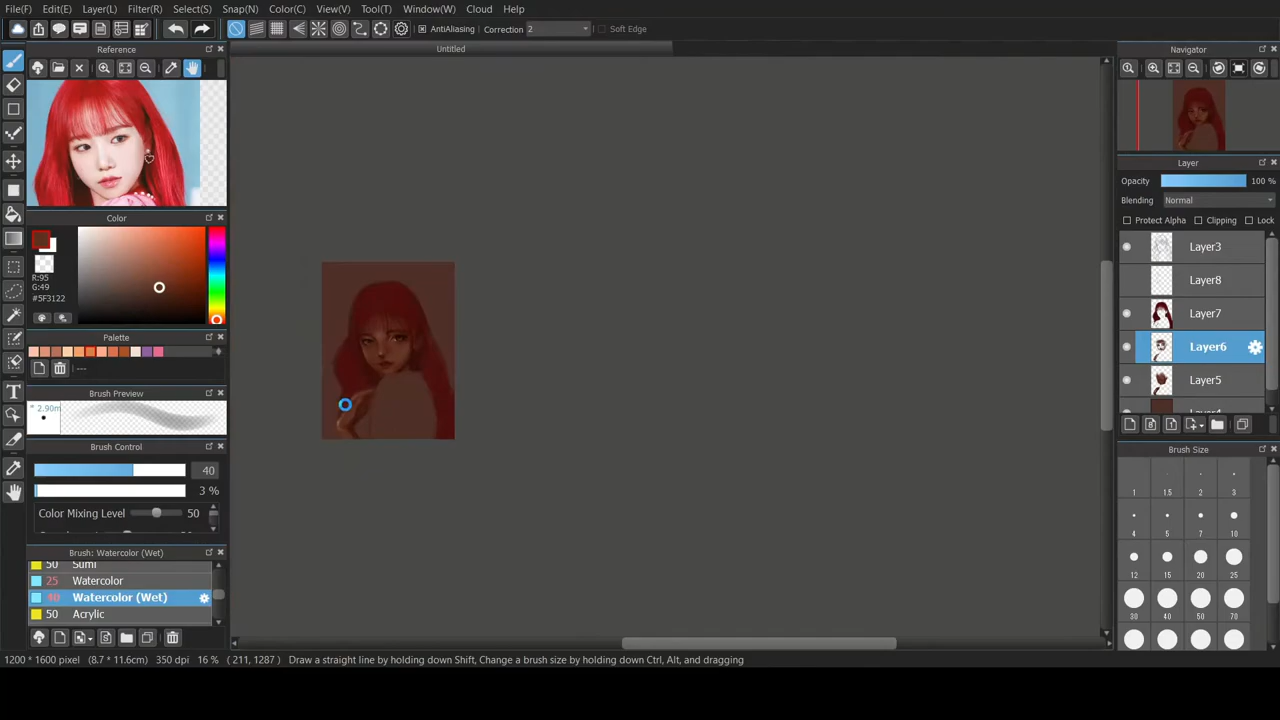 File(F) Edit(E) Layer(L) Filter(R) Select(S) Snap(N) Color(C) View(V) Tool(T) Window(W) Cloud Help
AntiAliasing Correction 2 Soft Edge
Reference
Untitled
Navigator
Layer
Opacity 100 %
Blending Normal
Protect Alpha Clipping Lock
Color
R:95
G:49
#5F3122
Layer3
Layer8
Layer7
Layer6
Layer5
Palette
---
Brush Preview
Brush Control
40
3 %
Color Mixing Level 50
Brush Size
1 1.5 2 3
4 5 7 10
12 15 20 25
30 40 50 70
Brush: Watercolor (Wet)
50 Sumi
25 Watercolor
40 Watercolor (Wet)
50 Acrylic
1200 * 1600 pixel (8.7 * 11.6cm) 350 dpi 16 % ( 211, 1287 ) Draw a straight line by holding down Shift, Change a brush size by holding down Ctrl, Alt, and dragging